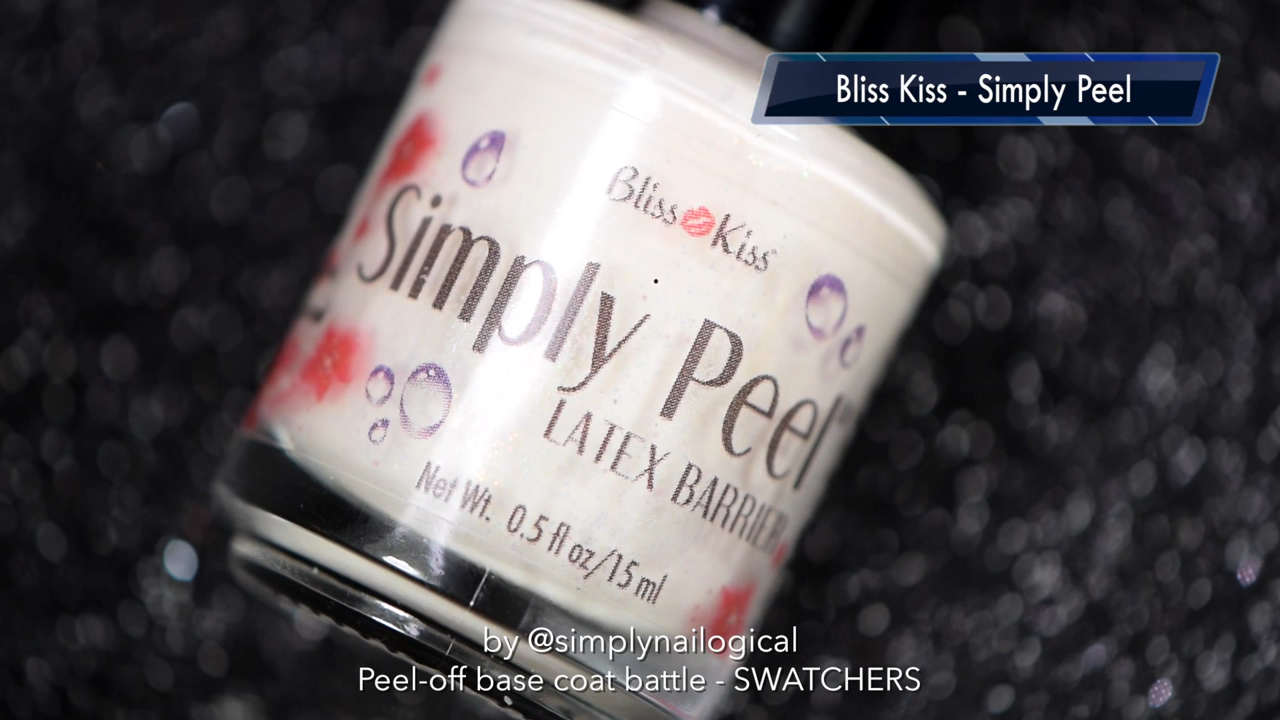 Bliss Kiss - Simply Peel
Bliss Kiss
Simply Peel
LATEX BARRIER
Net Wt. 0.5 fl oz/15 ml
by @simplynailogical
Peel-off base coat battle - SWATCHERS